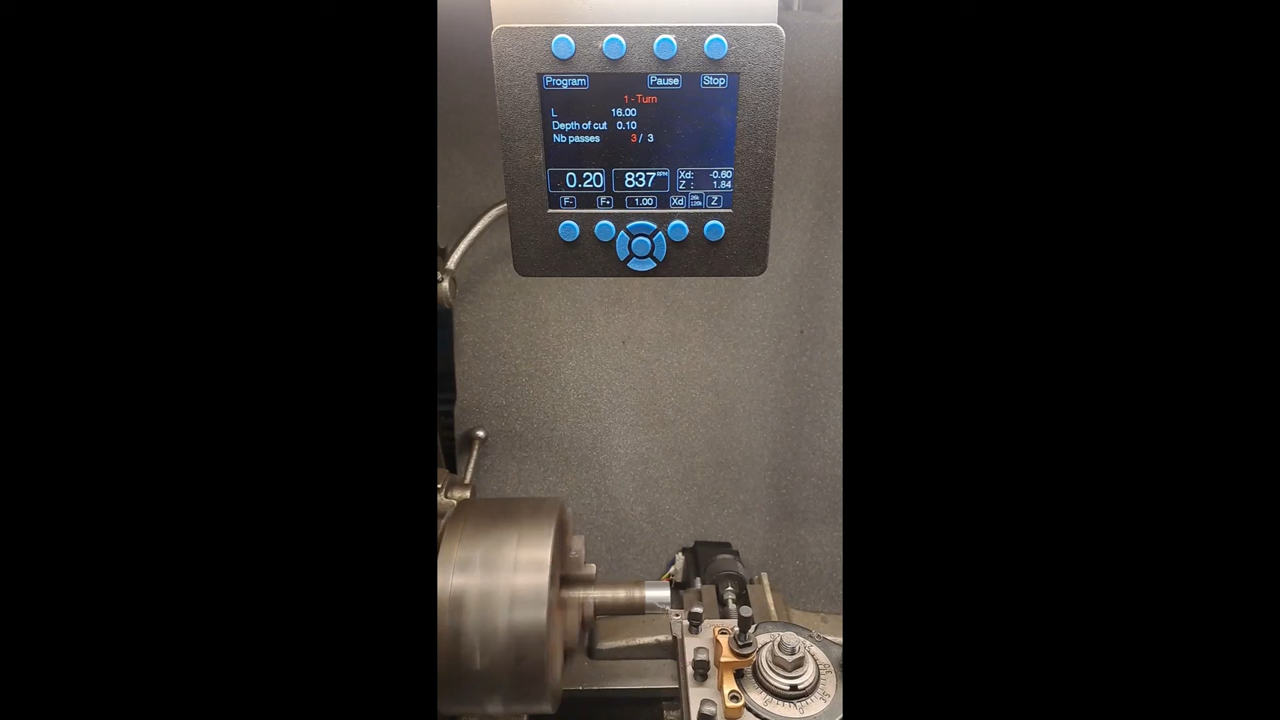 Program Pause Stop
1 - Turn
L 16.00
Depth of cut 0.10
Nb passes 3 / 3
0.20 837 RPM Xd: -0.60
Z : 1.84
F- F+ 1.00 Xd Z